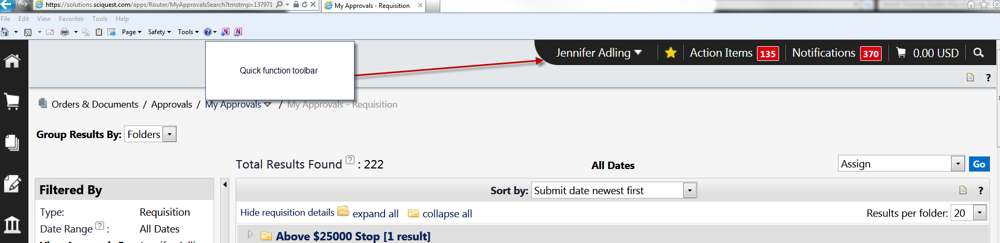 https://solutions.sciquest.com/apps/Router/MyApprovalsSearch?tmstmp=137971
My Approvals - Requisition
File Edit View Favorites Tools Help
Page Safety Tools
Quick function toolbar
Jennifer Adling Action Items 135 Notifications 370 0.00 USD
?
Orders & Documents / Approvals / My Approvals / My Approvals - Requisition
Group Results By: Folders
Total Results Found ? : 222 All Dates Assign Go
Filtered By
Sort by: Submit date newest first ?
Type: Requisition
Hide requisition details expand all collapse all Results per folder: 20
Date Range ? : All Dates
Above $25000 Stop [1 result]